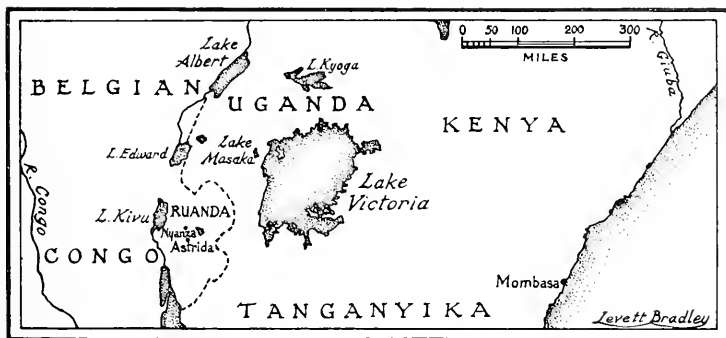 Lake
Albert
L. Kyoga
0 50 100 200 300
MILES
R. Giuba
BELGIAN
UGANDA
KENYA
L. Edward
Lake
Masaka
R. Congo
Lake
Victoria
L. Kivu
RUANDA
Nyanza
Astrida
CONGO
Mombasa
TANGANYIKA
Levett Bradley